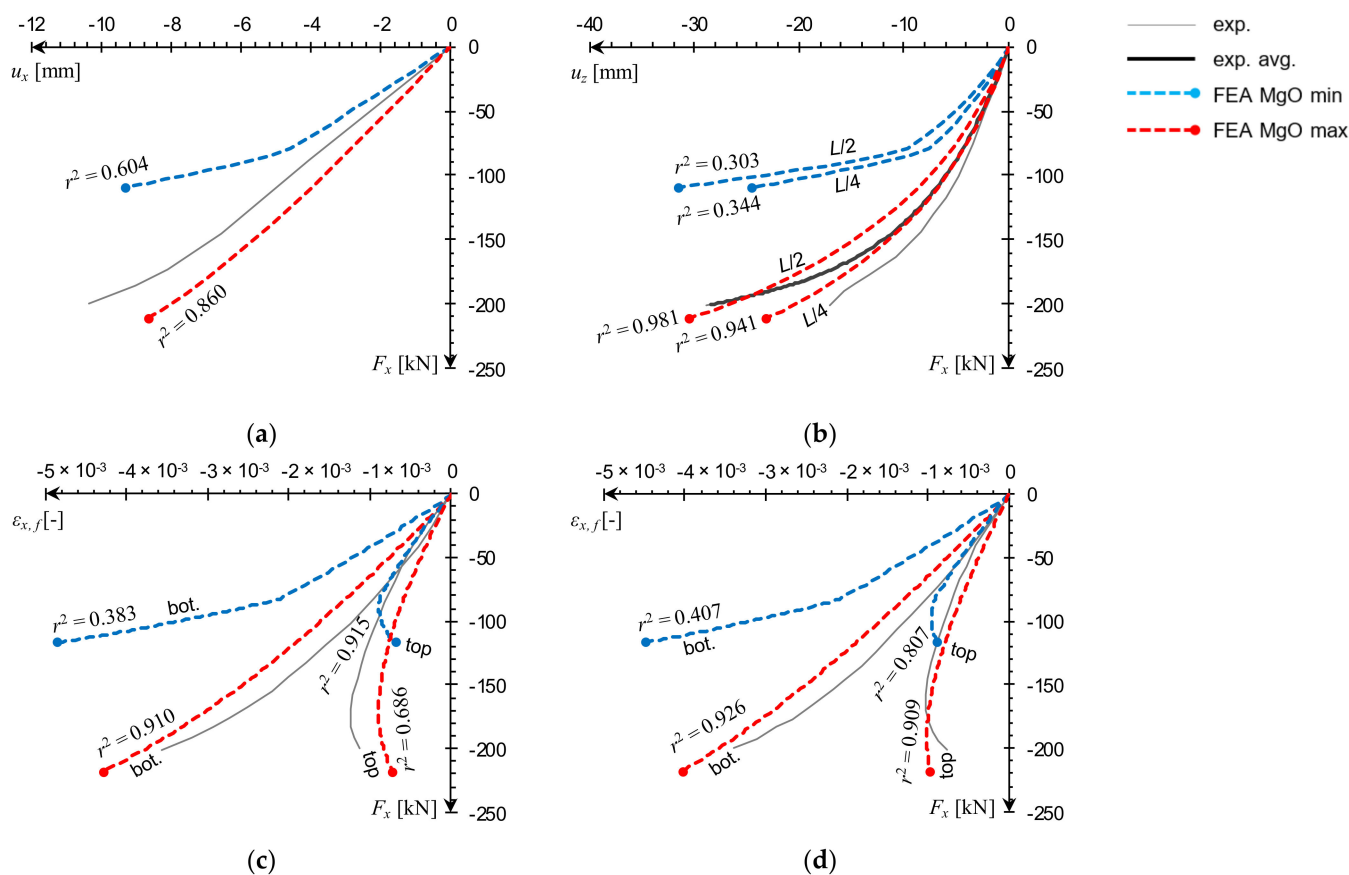 -12 -10 -8 -6 -4 -2 0
u_x [mm]
0
-50
-100
-150
-200
-250
r² = 0.604
r² = 0.860
F_x [kN]
(a)
-40 -30 -20 -10 0
u_z [mm]
0
-50
-100
-150
-200
-250
L/2
r² = 0.303
L/4
r² = 0.344
L/2
L/4
r² = 0.981
r² = 0.941
F_x [kN]
(b)
exp.
exp. avg.
FEA MgO min
FEA MgO max
-5 × 10⁻³ -4 × 10⁻³ -3 × 10⁻³ -2 × 10⁻³ -1 × 10⁻³ 0
ε_x, f [-]
0
-50
-100
-150
-200
-250
r² = 0.383
bot.
r² = 0.915
top
r² = 0.686
r² = 0.910
bot.
top
F_x [kN]
(c)
-5 × 10⁻³ -4 × 10⁻³ -3 × 10⁻³ -2 × 10⁻³ -1 × 10⁻³ 0
ε_x, f [-]
0
-50
-100
-150
-200
-250
r² = 0.407
bot.
r² = 0.807
top
r² = 0.926
bot.
r² = 0.909
top
F_x [kN]
(d)